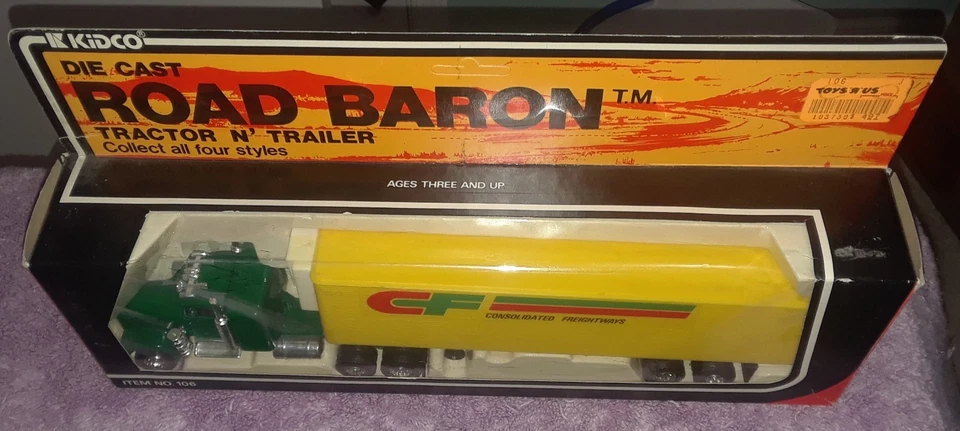 KiDCO®
DIE CAST
ROAD BARON T.M.
TRACTOR N' TRAILER
Collect all four styles
106
TOYS R US
AGES THREE AND UP
CF
CONSOLIDATED FREIGHTWAYS
ITEM NO. 106